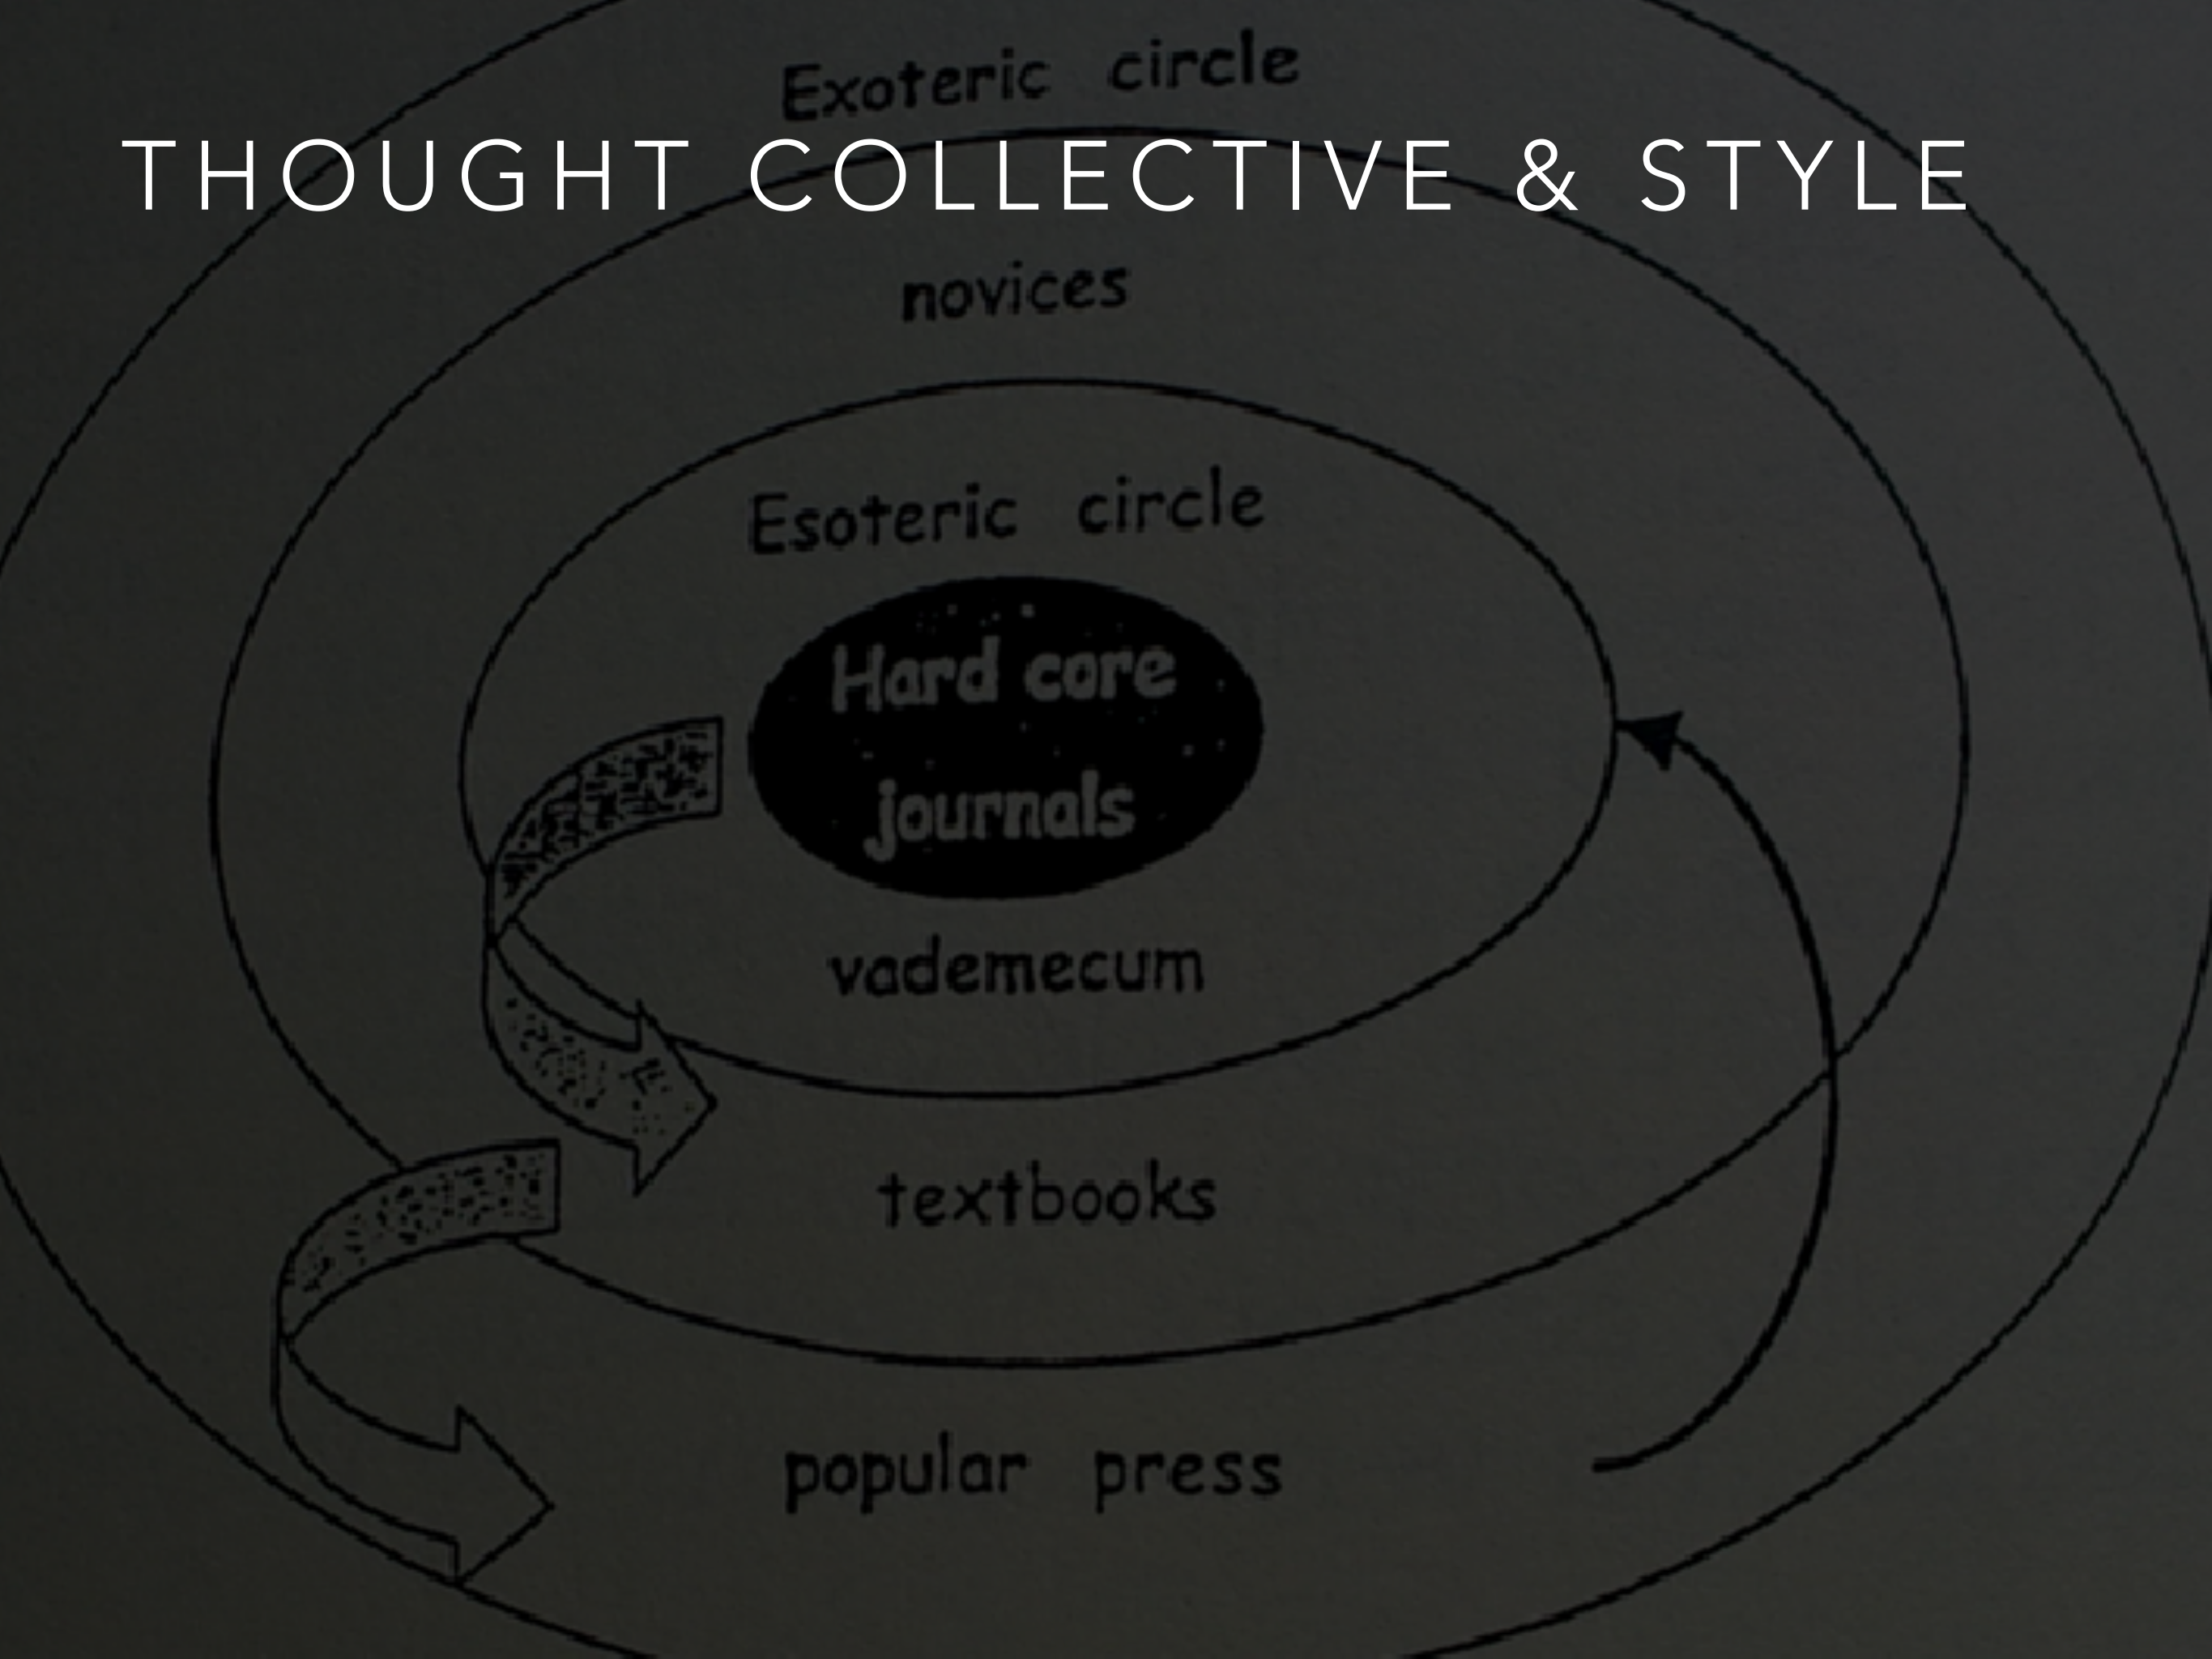 Exoteric circle
THOUGHT COLLECTIVE & STYLE
novices
Esoteric circle
Hard core
journals
vademecum
textbooks
popular press